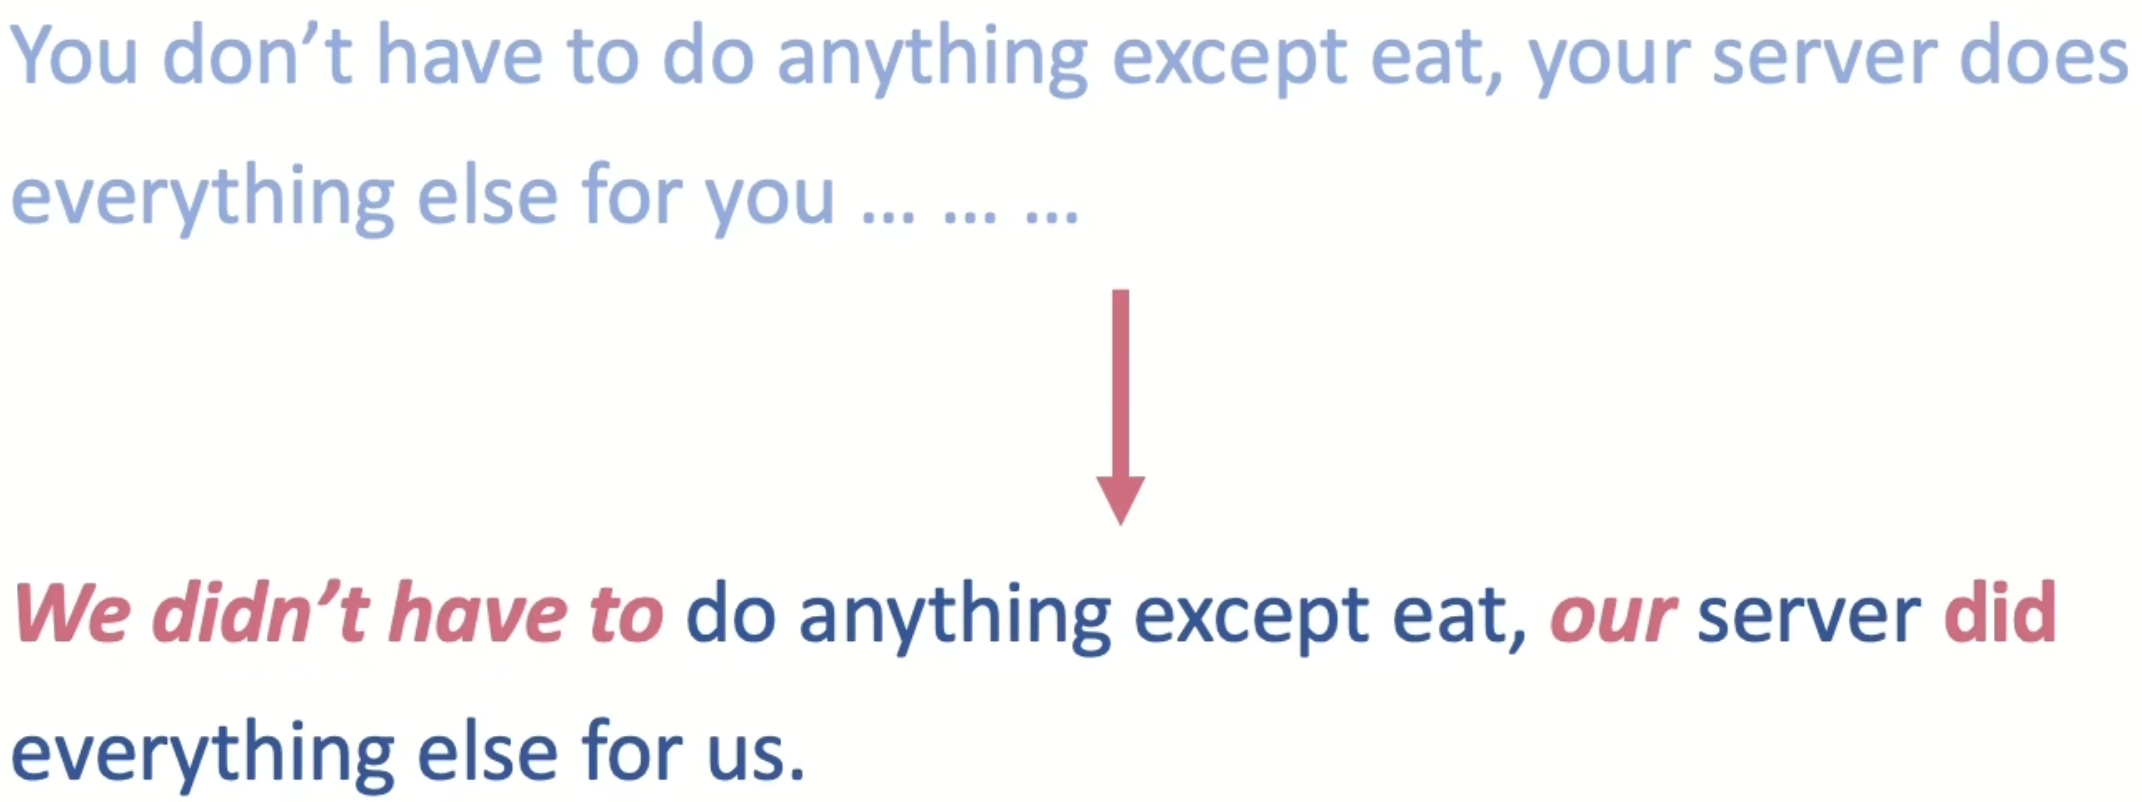 You don’t have to do anything except eat, your server does
everything else for you ... ... ...
We didn’t have to do anything except eat, our server did
everything else for us.